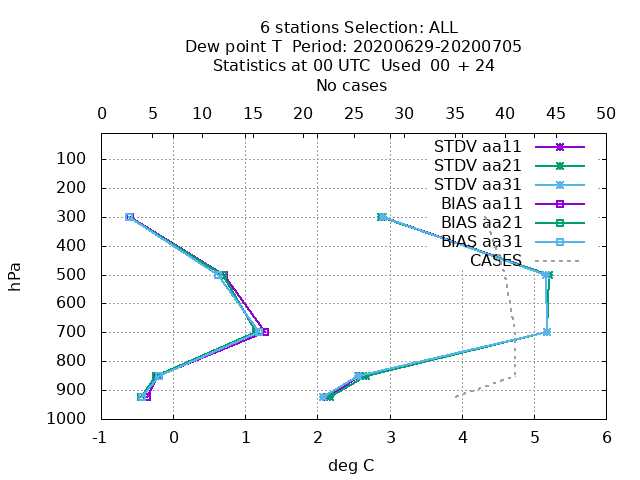 6 stations Selection: ALL
Dew point T  Period: 20200629-20200705
Statistics at 00 UTC  Used  00 + 24
No cases
0 5 10 15 20 25 30 35 40 45 50
STDV aa11
STDV aa21
STDV aa31
BIAS aa11
BIAS aa21
BIAS aa31
CASES
hPa
100
200
300
400
500
600
700
800
900
1000
-1 0 1 2 3 4 5 6
deg C